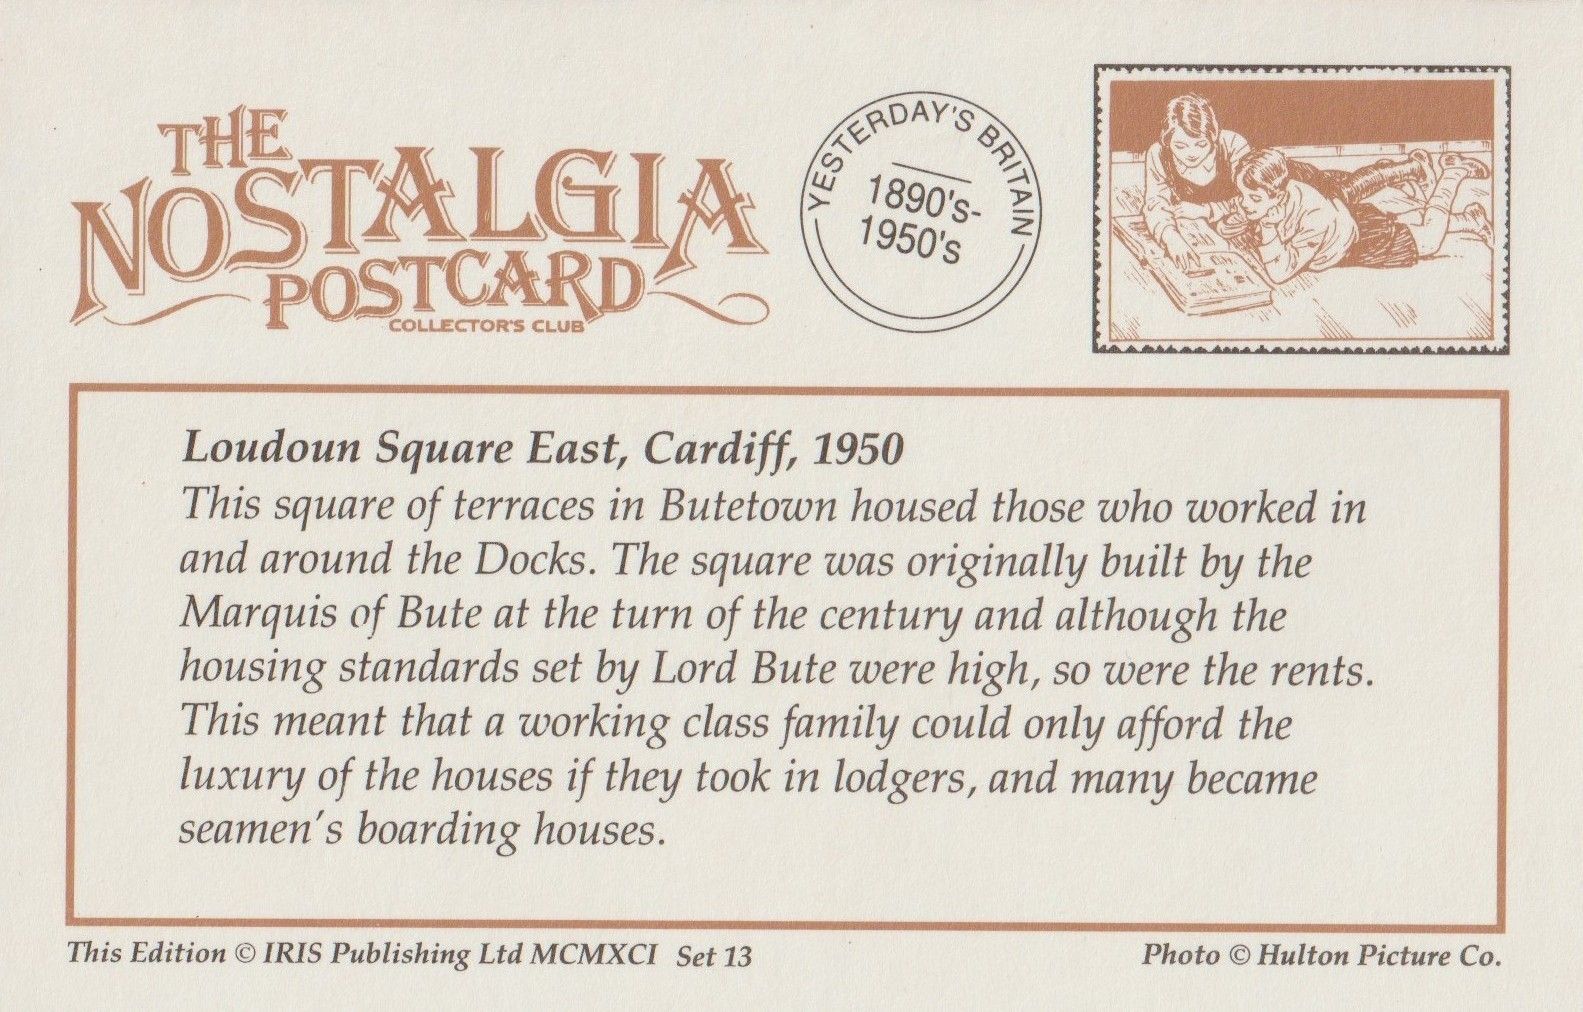 THE
NOSTALGIA
POSTCARD
COLLECTOR'S CLUB
YESTERDAY'S BRITAIN
1890's-
1950's
Loudoun Square East, Cardiff, 1950
This square of terraces in Butetown housed those who worked in
and around the Docks. The square was originally built by the
Marquis of Bute at the turn of the century and although the
housing standards set by Lord Bute were high, so were the rents.
This meant that a working class family could only afford the
luxury of the houses if they took in lodgers, and many became
seamen's boarding houses.
This Edition © IRIS Publishing Ltd MCMXCI Set 13
Photo © Hulton Picture Co.